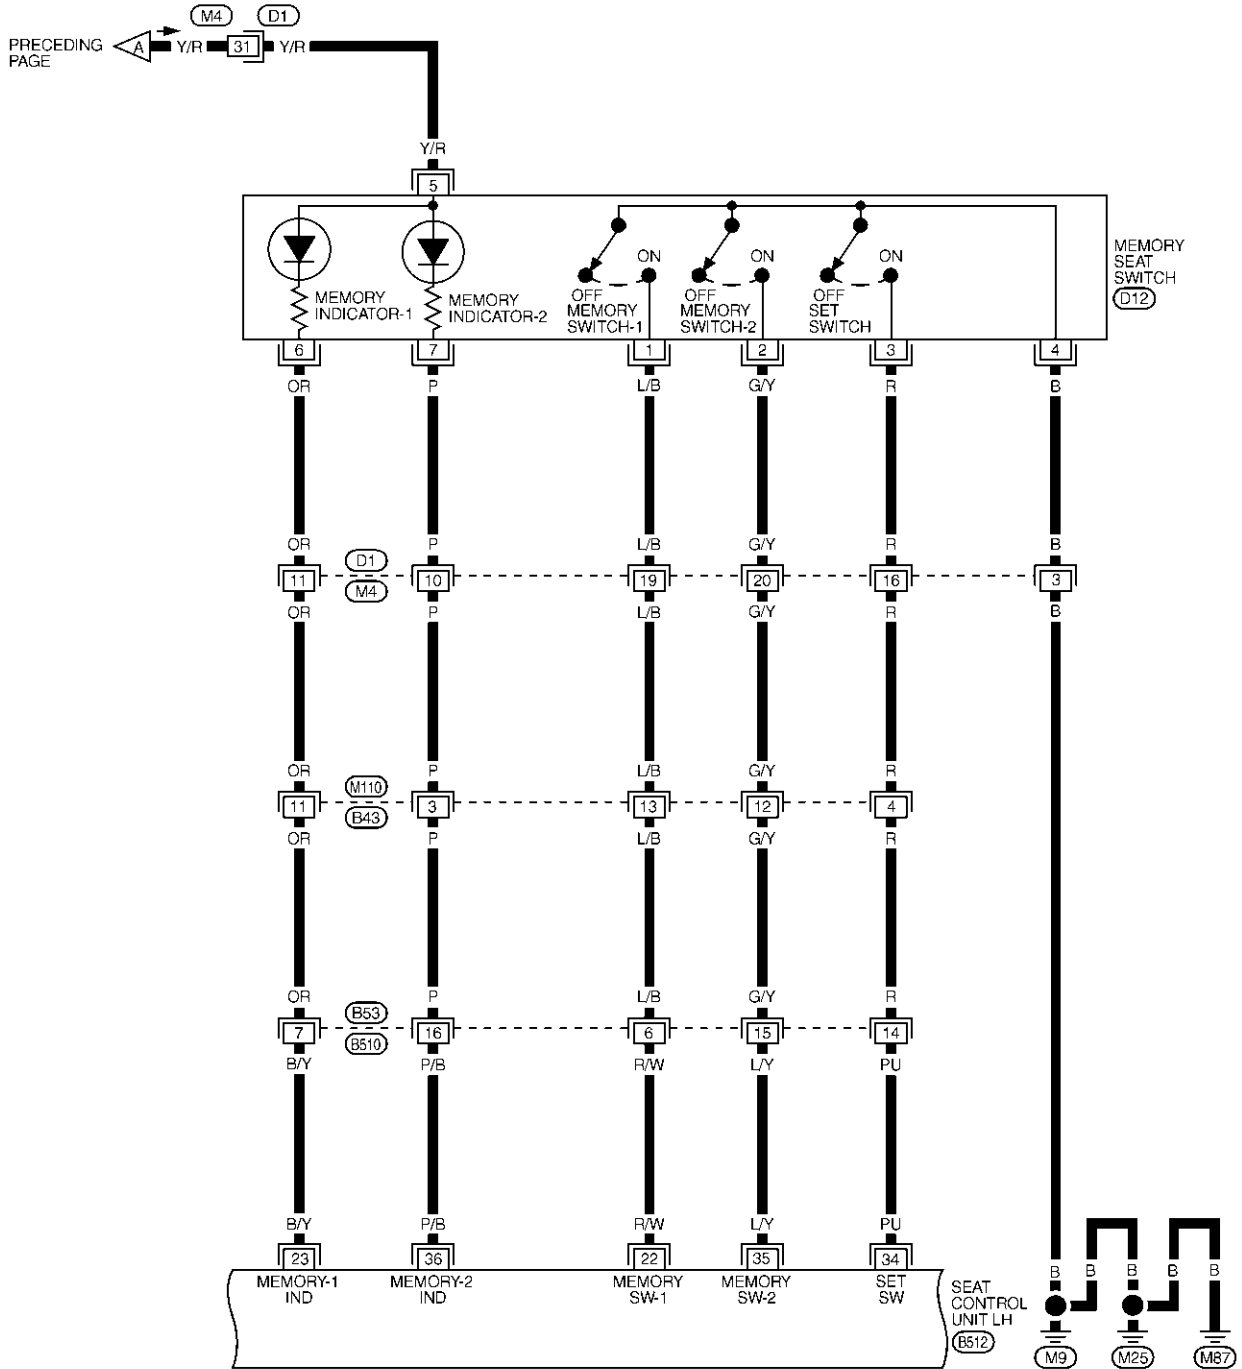 M4 D1
PRECEDING
PAGE
A Y/R 31 Y/R
Y/R
5
ON ON ON
MEMORY
SEAT
SWITCH
D12
MEMORY
INDICATOR-1
MEMORY
INDICATOR-2
OFF
MEMORY
SWITCH-1
OFF
MEMORY
SWITCH-2
OFF
SET
SWITCH
6 7 1 2 3 4
OR P L/B G/Y R B
OR P L/B G/Y R B
D1
11 10 19 20 16 3
M4
OR P L/B G/Y R B
OR P L/B G/Y R
M110
11 3 13 12 4
B43
OR P L/B G/Y R
OR P L/B G/Y R
B53
7 16 6 15 14
B510
B/Y P/B R/W L/Y PU
B/Y P/B R/W L/Y PU
23 36 22 35 34
MEMORY-1
IND
MEMORY-2
IND
MEMORY
SW-1
MEMORY
SW-2
SET
SW
SEAT
CONTROL
UNIT LH
B512
B B B B B
M9 M25 M87